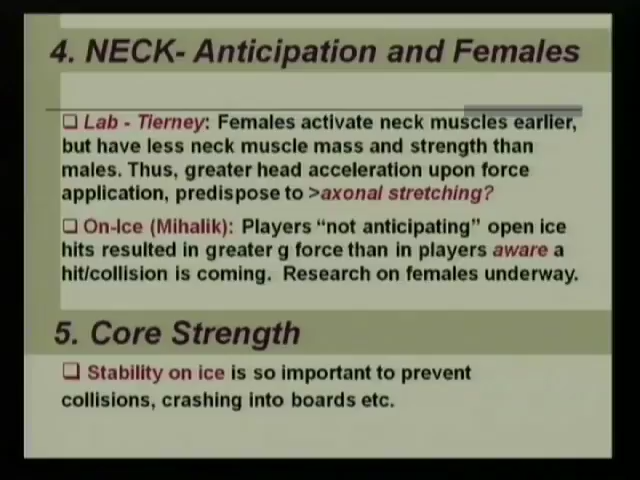 4. NECK- Anticipation and Females
❑ Lab - Tierney: Females activate neck muscles earlier,
but have less neck muscle mass and strength than
males. Thus, greater head acceleration upon force
application, predispose to >axonal stretching?
❑ On-Ice (Mihalik): Players “not anticipating” open ice
hits resulted in greater g force than in players aware a
hit/collision is coming. Research on females underway.
5. Core Strength
❑ Stability on ice is so important to prevent
collisions, crashing into boards etc.